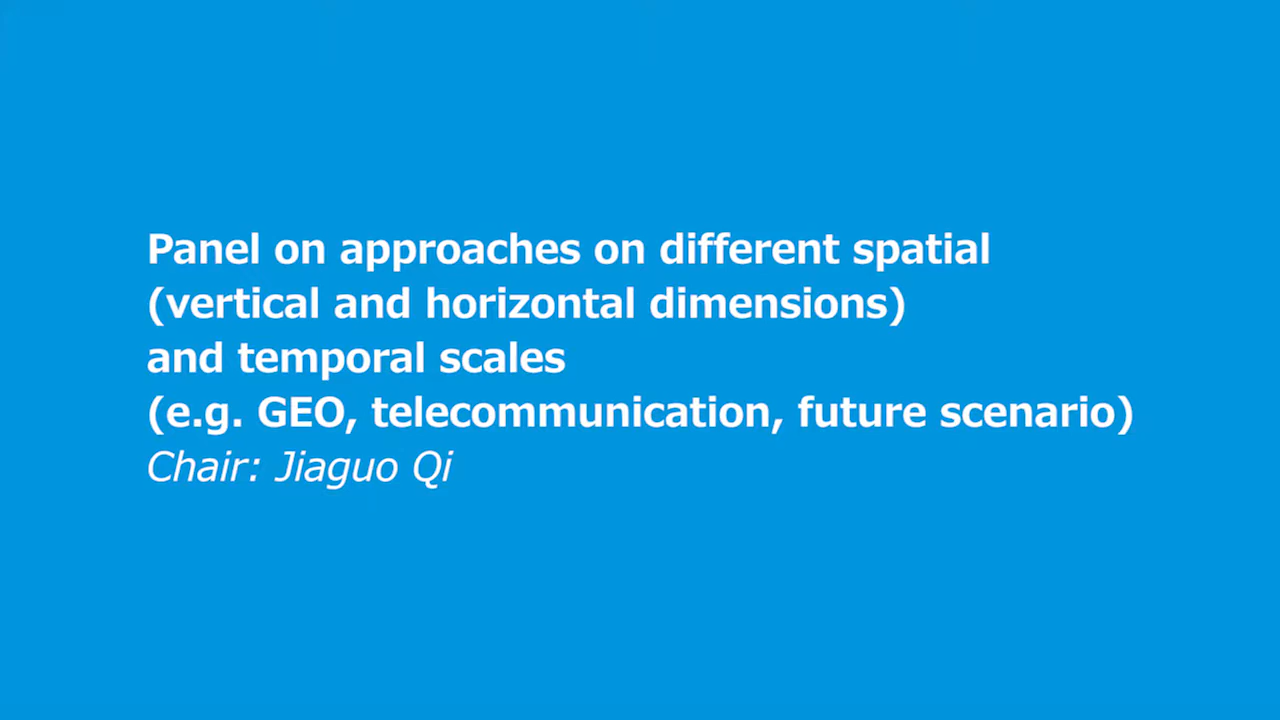 Panel on approaches on different spatial
(vertical and horizontal dimensions)
and temporal scales
(e.g. GEO, telecommunication, future scenario)
Chair: Jiaguo Qi